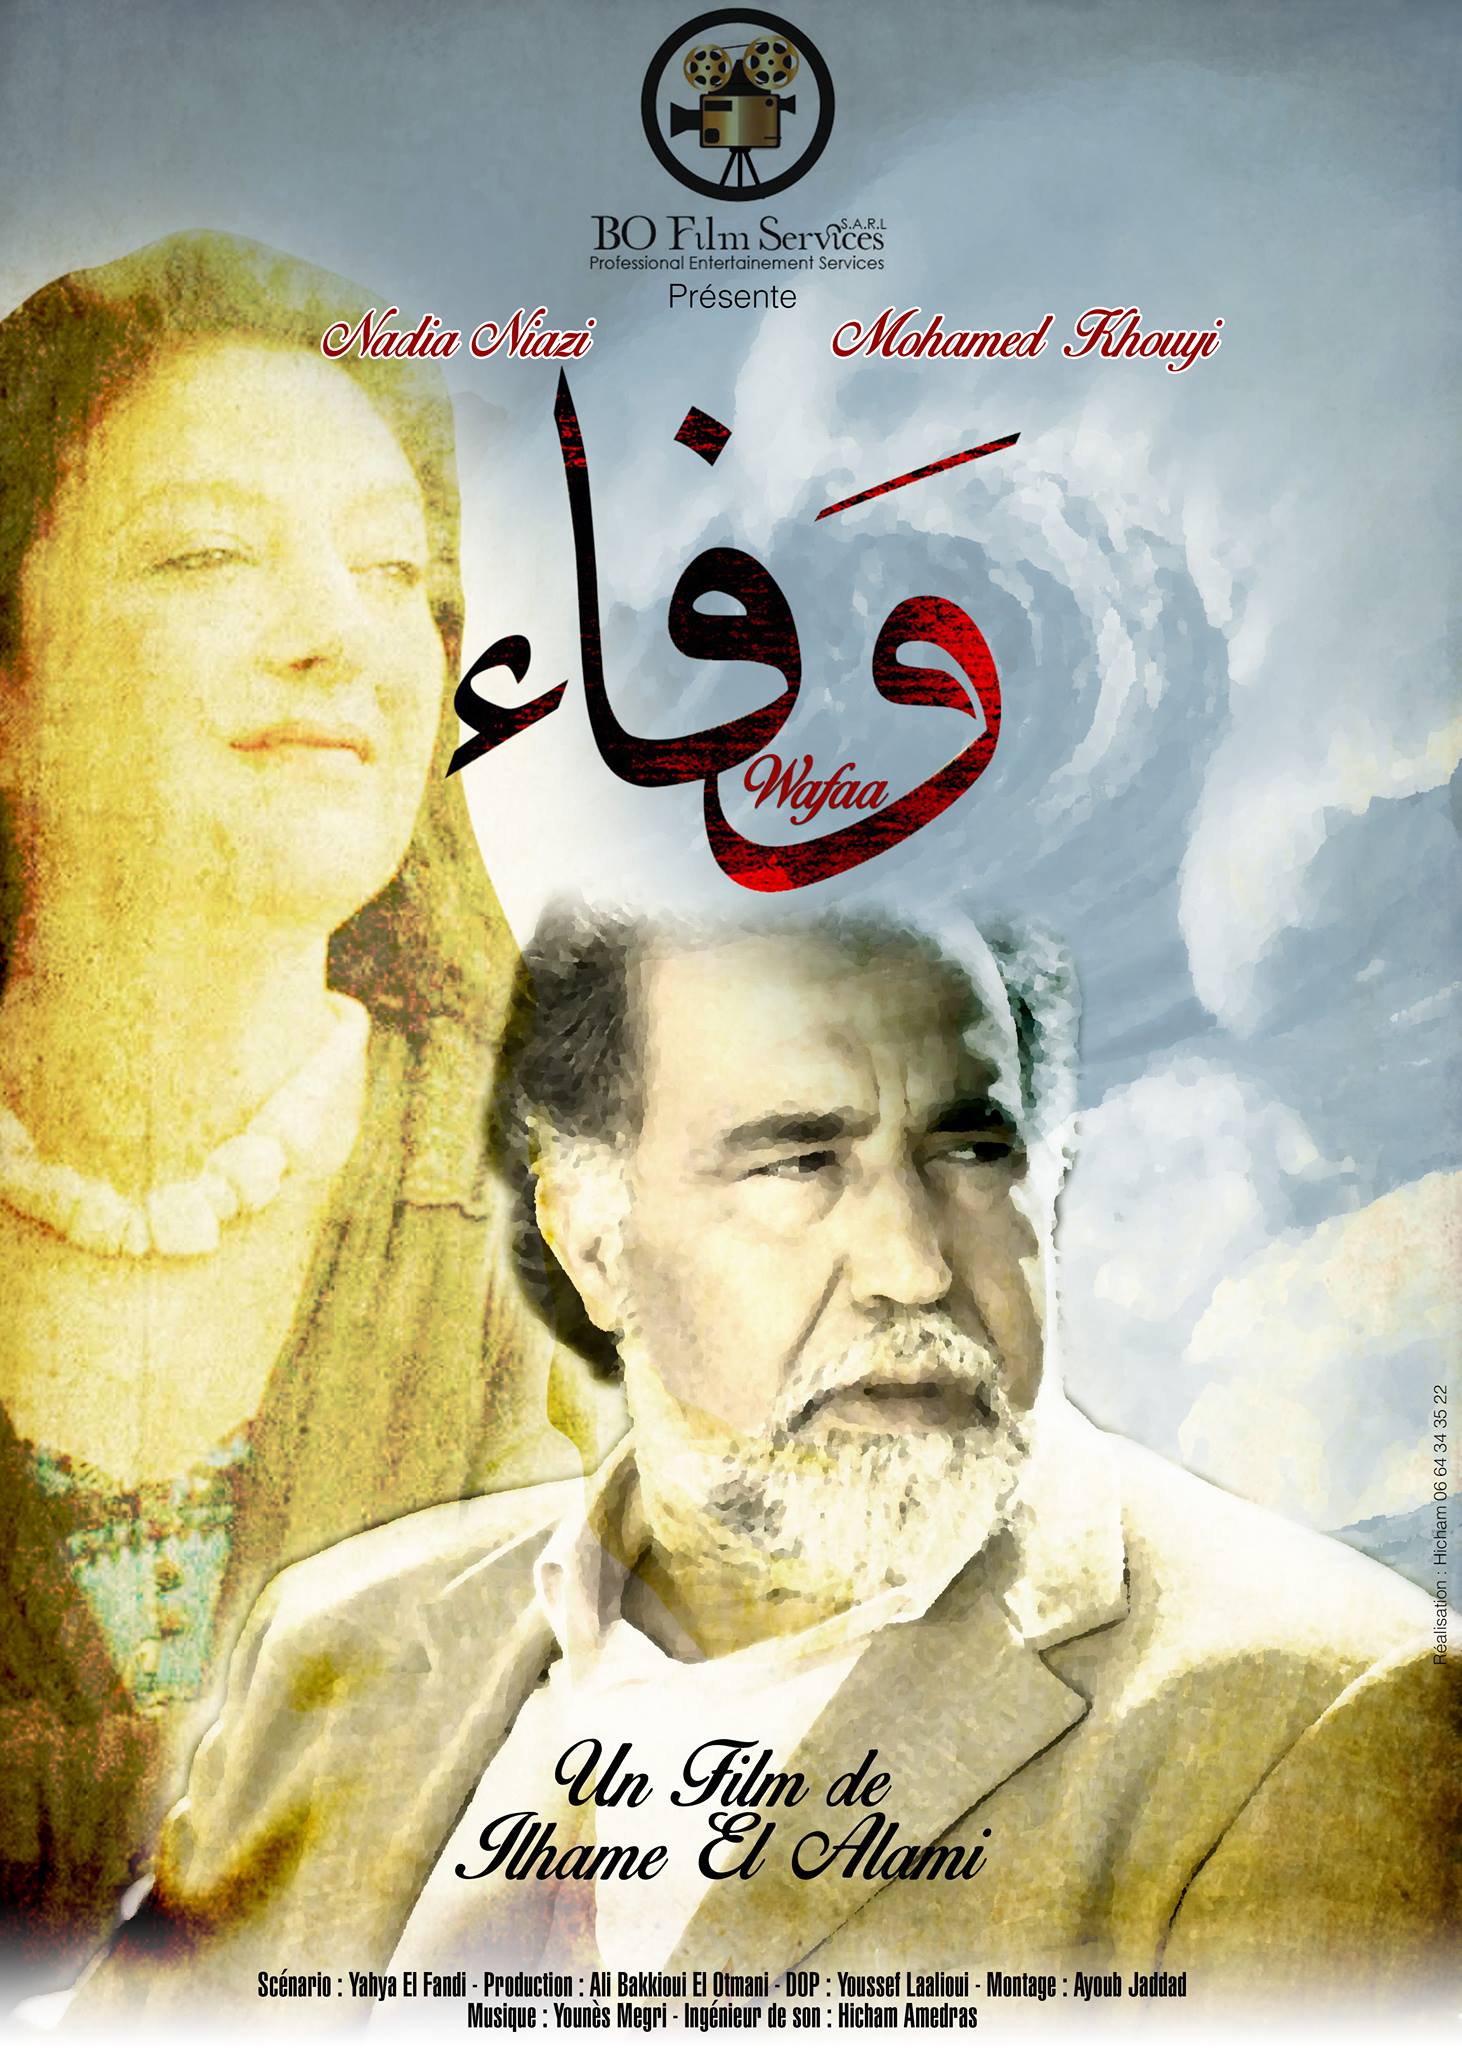 BO Film Services
S.A.R.L
Professional Entertainement Services
Présente
Nadia Niazi
Mohamed Khouyi
وَفاء
Wafaa
Un Film de
Ilhame El Alami
Scénario : Yahya El Fandi - Production : Ali Bakkioui El Otmani - DOP : Youssef Laalioui - Montage : Ayoub Jaddad
Musique : Younès Megri - Ingénieur de son : Hicham Amedras
Réalisation : Hicham 06 64 34 35 22